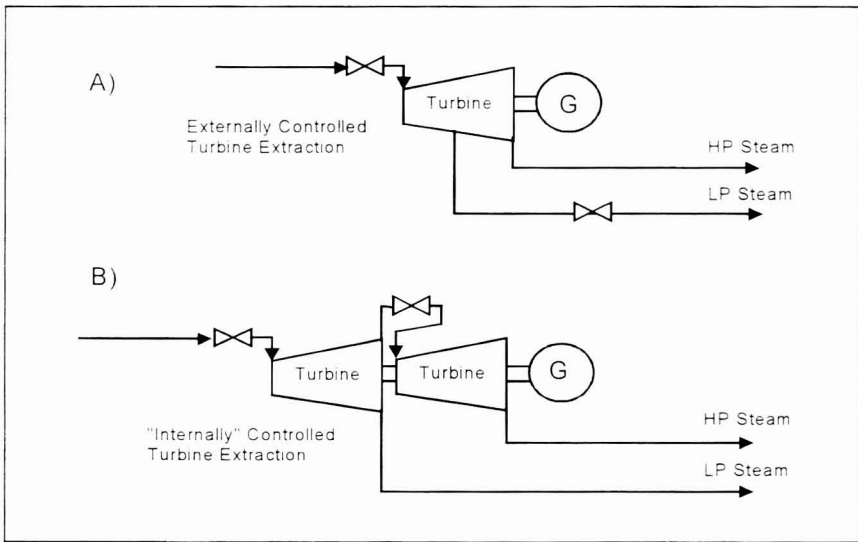 A)
Turbine
G
Externally Controlled
Turbine Extraction
HP Steam
LP Steam
B)
Turbine
Turbine
G
"Internally" Controlled
Turbine Extraction
HP Steam
LP Steam